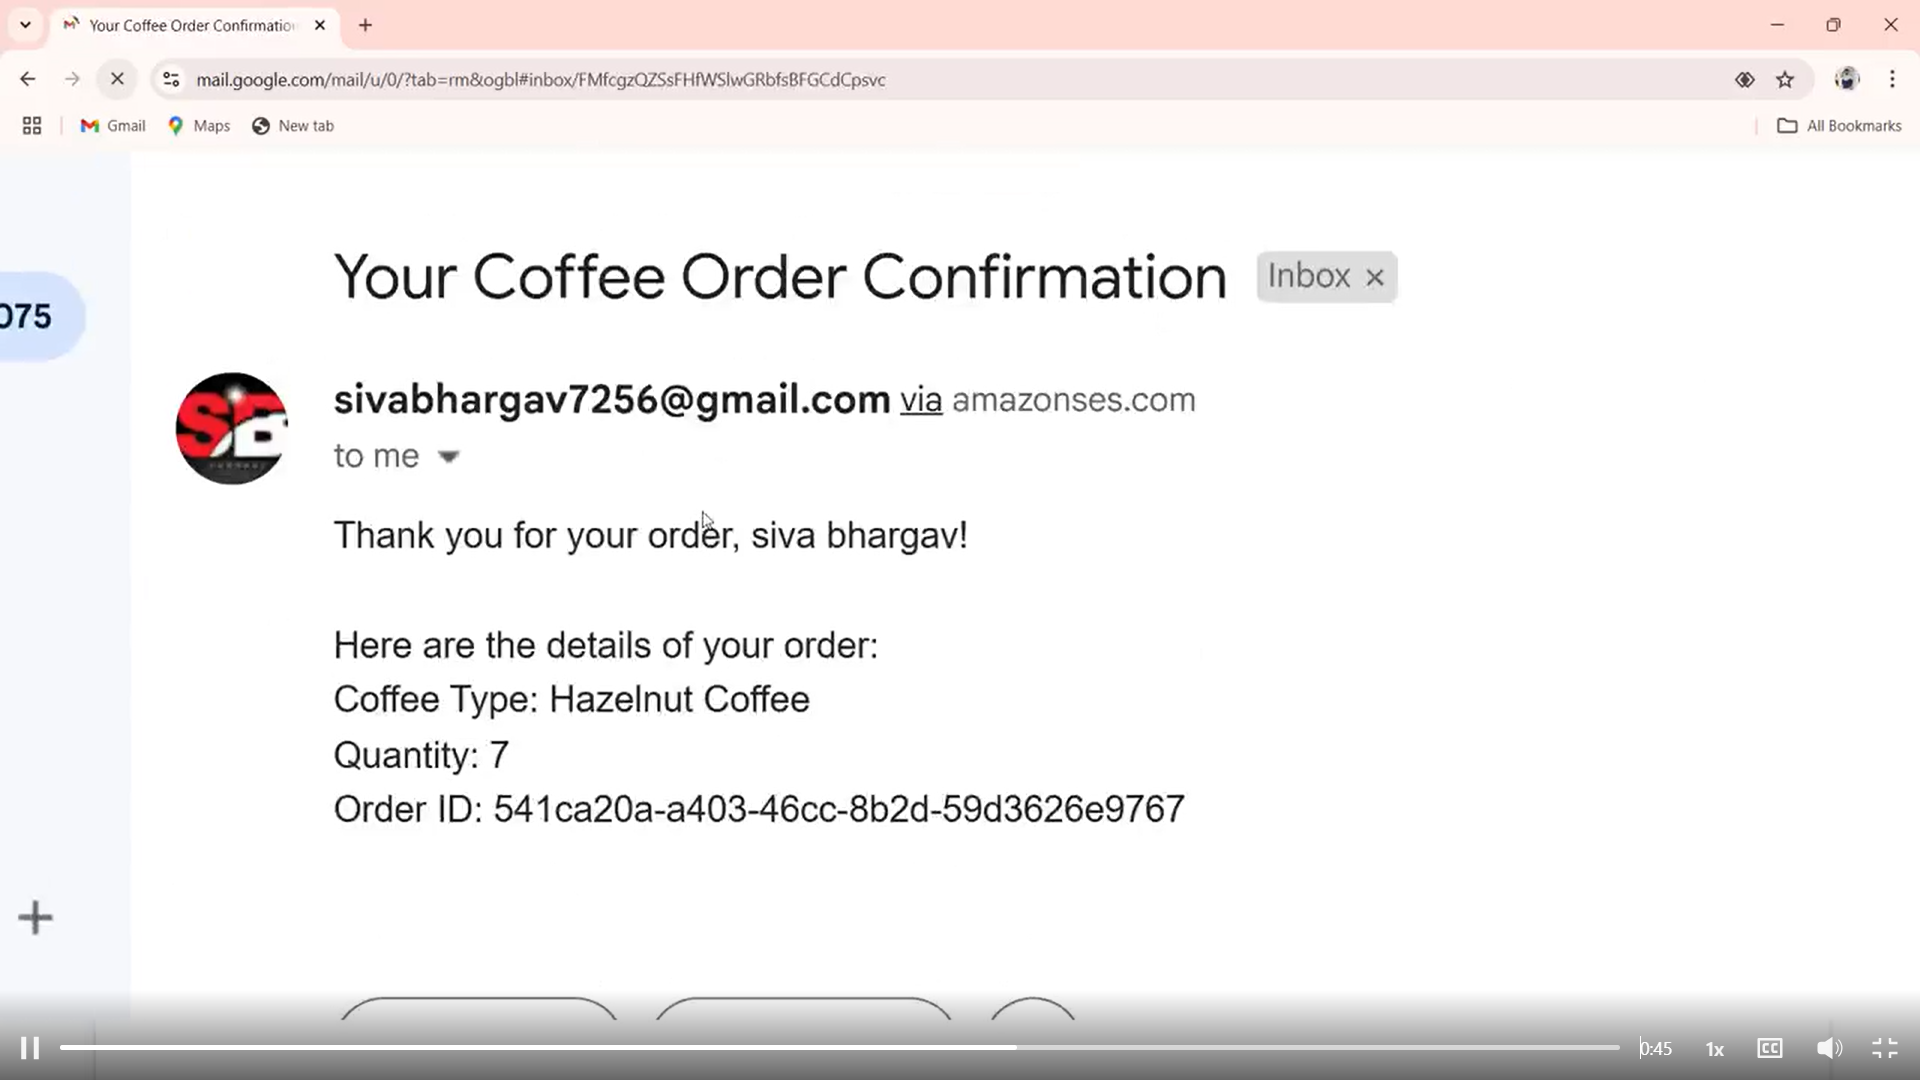 Your Coffee Order Confirmation
mail.google.com/mail/u/0/?tab=rm&ogbl#inbox/FMfcgzQZSsFHfWSlwGRbfsBFGCdCpsvc
Gmail
Maps
New tab
All Bookmarks
Your Coffee Order Confirmation
Inbox ×
075
SB
sivabhargav7256@gmail.com via amazonses.com
to me
Thank you for your order, siva bhargav!
Here are the details of your order:
Coffee Type: Hazelnut Coffee
Quantity: 7
Order ID: 541ca20a-a403-46cc-8b2d-59d3626e9767
0:45
1x
CC